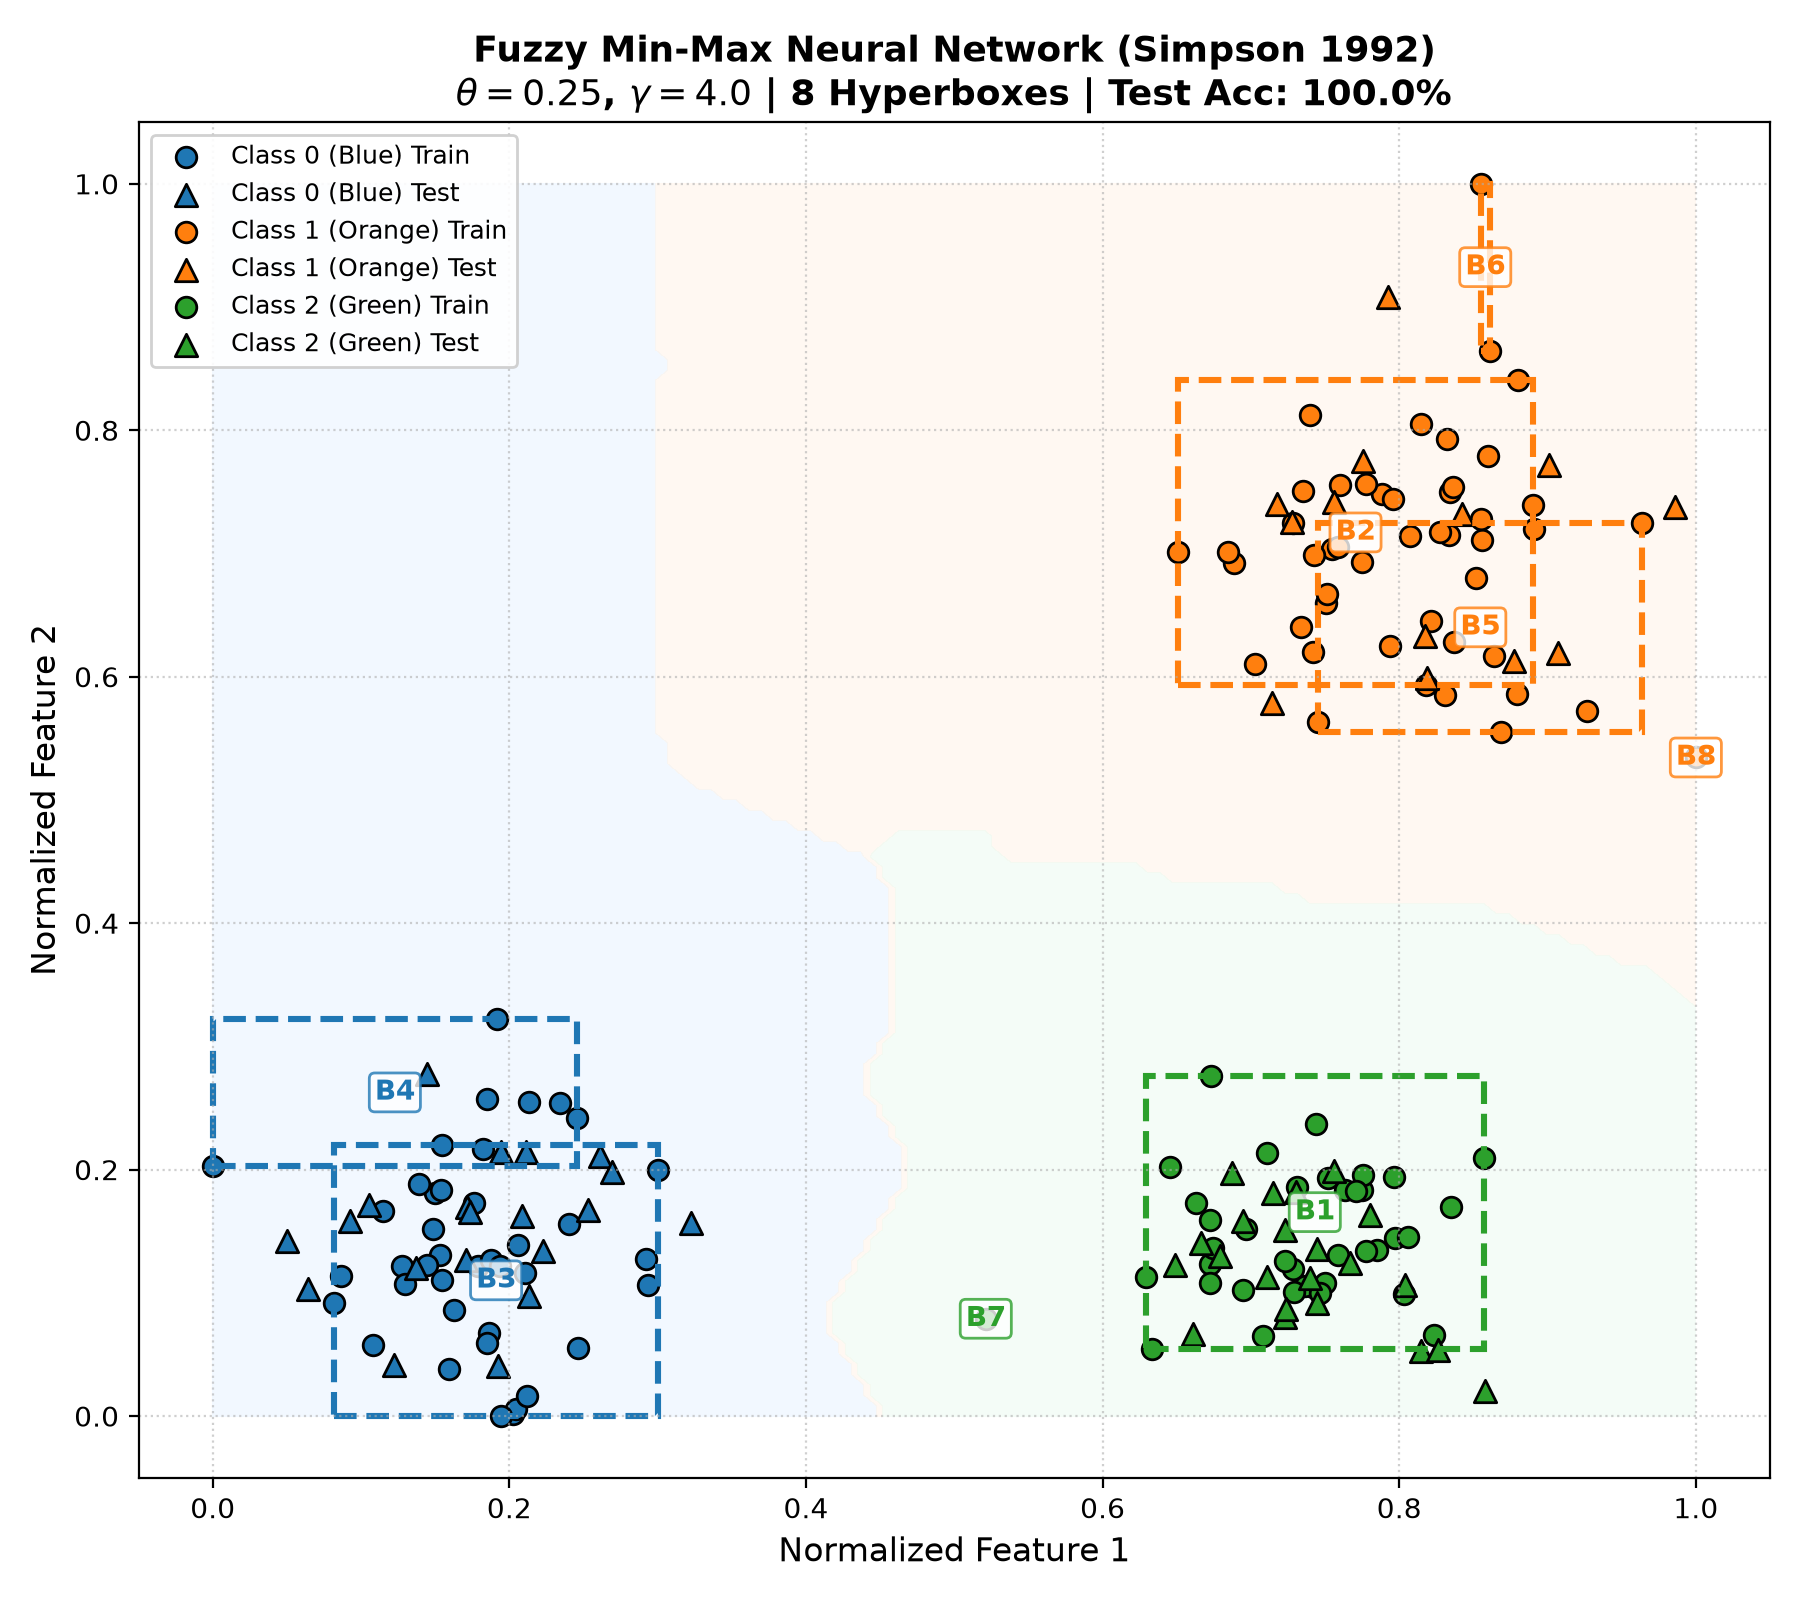 Fuzzy Min-Max Neural Network (Simpson 1992)
θ = 0.25, γ = 4.0 | 8 Hyperboxes | Test Acc: 100.0%
Class 0 (Blue) Train
Class 0 (Blue) Test
Class 1 (Orange) Train
Class 1 (Orange) Test
Class 2 (Green) Train
Class 2 (Green) Test
B6
B2
B5
B8
B4
B1
B3
B7
1.0
0.8
0.6
0.4
0.2
0.0
Normalized Feature 2
0.0 0.2 0.4 0.6 0.8 1.0
Normalized Feature 1